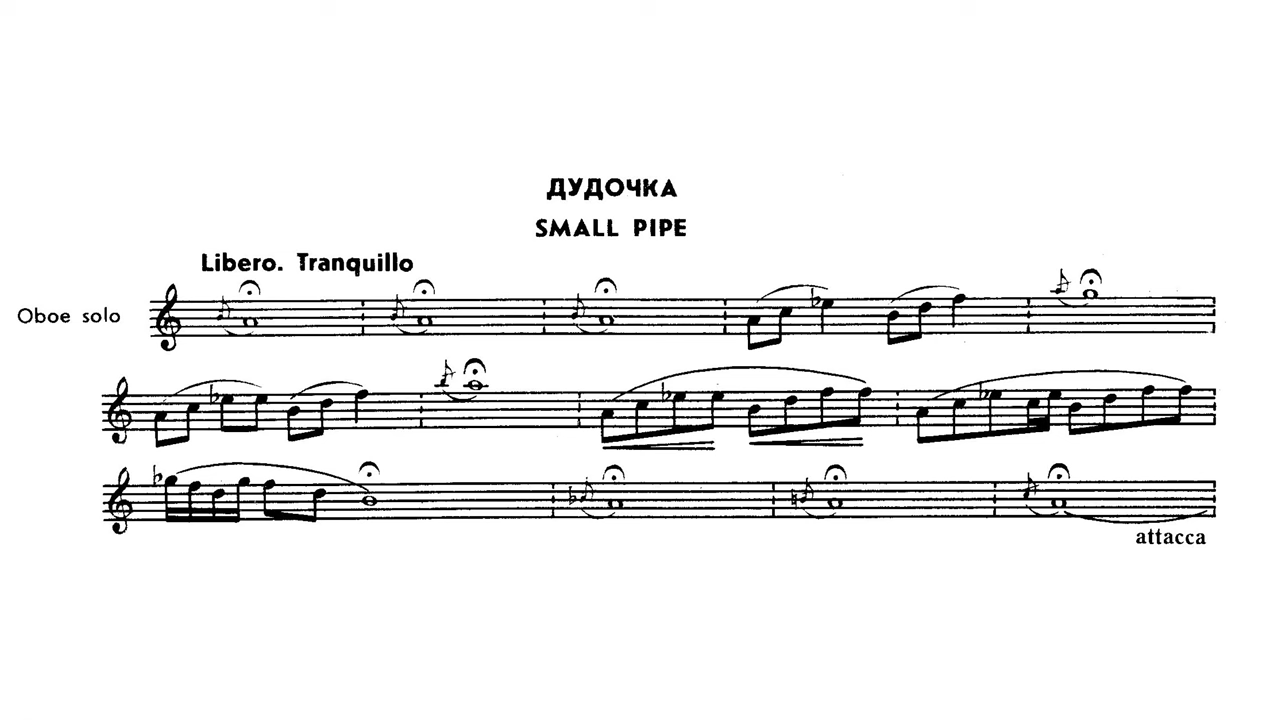 ДУДОЧКА
SMALL PIPE
Libero. Tranquillo
Oboe solo
attacca